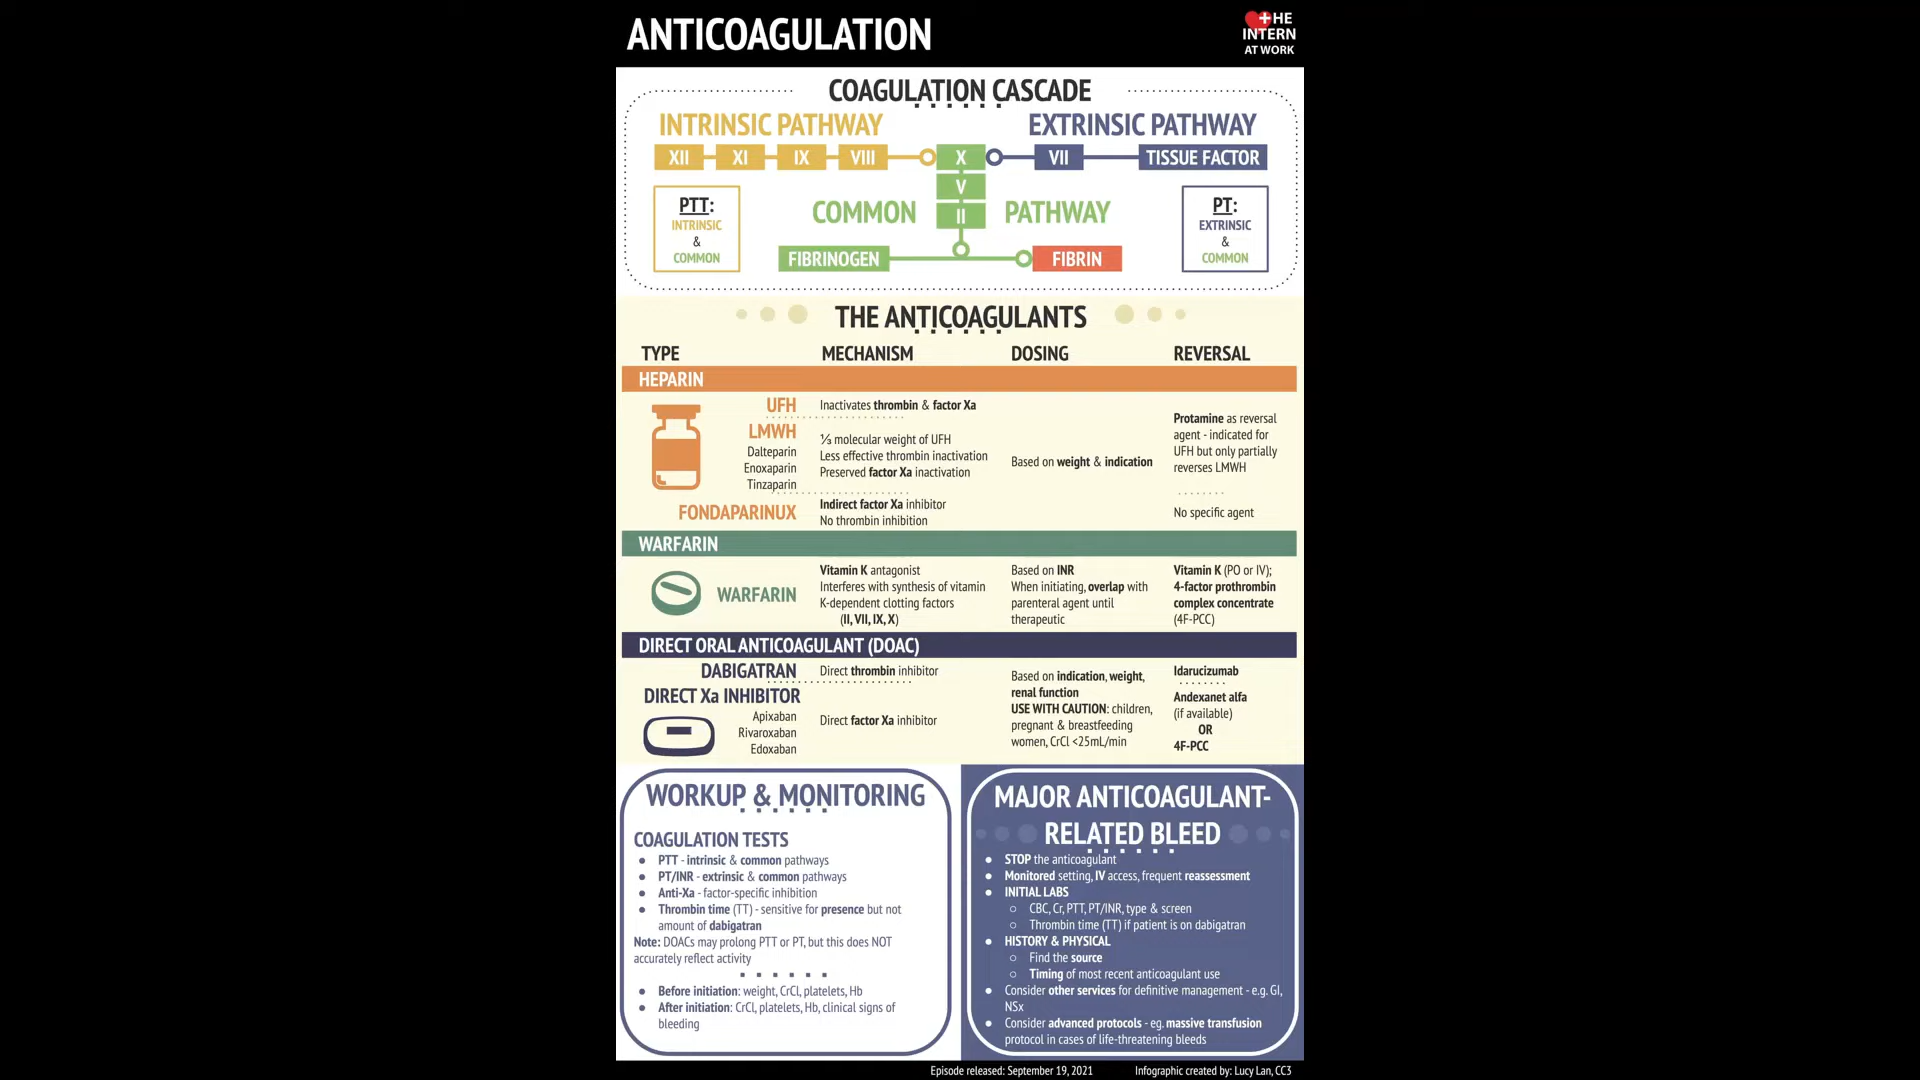 ANTICOAGULATION
THE
INTERN
AT WORK
COAGULATION CASCADE
INTRINSIC PATHWAY
EXTRINSIC PATHWAY
XII XI IX VIII X VII TISSUE FACTOR
V
II
PTT:
INTRINSIC
&
COMMON
COMMON PATHWAY
PT:
EXTRINSIC
&
COMMON
FIBRINOGEN FIBRIN
THE ANTICOAGULANTS
TYPE MECHANISM DOSING REVERSAL
HEPARIN
UFH
Inactivates thrombin & factor Xa
LMWH
Dalteparin
Enoxaparin
Tinzaparin
⅓ molecular weight of UFH
Less effective thrombin inactivation
Preserved factor Xa inactivation
Based on weight & indication
Protamine as reversal
agent - indicated for
UFH but only partially
reverses LMWH
FONDAPARINUX
Indirect factor Xa inhibitor
No thrombin inhibition
No specific agent
WARFARIN
WARFARIN
Vitamin K antagonist
Interferes with synthesis of vitamin
K-dependent clotting factors
(II, VII, IX, X)
Based on INR
When initiating, overlap with
parenteral agent until
therapeutic
Vitamin K (PO or IV);
4-factor prothrombin
complex concentrate
(4F-PCC)
DIRECT ORAL ANTICOAGULANT (DOAC)
DABIGATRAN
Direct thrombin inhibitor
DIRECT Xa INHIBITOR
Apixaban
Rivaroxaban
Edoxaban
Direct factor Xa inhibitor
Based on indication, weight,
renal function
USE WITH CAUTION: children,
pregnant & breastfeeding
women, CrCl <25mL/min
Idarucizumab
Andexanet alfa
(if available)
OR
4F-PCC
WORKUP & MONITORING
COAGULATION TESTS
● PTT - intrinsic & common pathways
● PT/INR - extrinsic & common pathways
● Anti-Xa - factor-specific inhibition
● Thrombin time (TT) - sensitive for presence but not
amount of dabigatran
Note: DOACs may prolong PTT or PT, but this does NOT
accurately reflect activity
● Before initiation: weight, CrCl, platelets, Hb
● After initiation: CrCl, platelets, Hb, clinical signs of
bleeding
MAJOR ANTICOAGULANT-
RELATED BLEED
● STOP the anticoagulant
● Monitored setting, IV access, frequent reassessment
● INITIAL LABS
○ CBC, Cr, PTT, PT/INR, type & screen
○ Thrombin time (TT) if patient is on dabigatran
● HISTORY & PHYSICAL
○ Find the source
○ Timing of most recent anticoagulant use
● Consider other services for definitive management - e.g. GI,
NSx
● Consider advanced protocols - eg. massive transfusion
protocol in cases of life-threatening bleeds
Episode released: September 19, 2021
Infographic created by: Lucy Lan, CC3